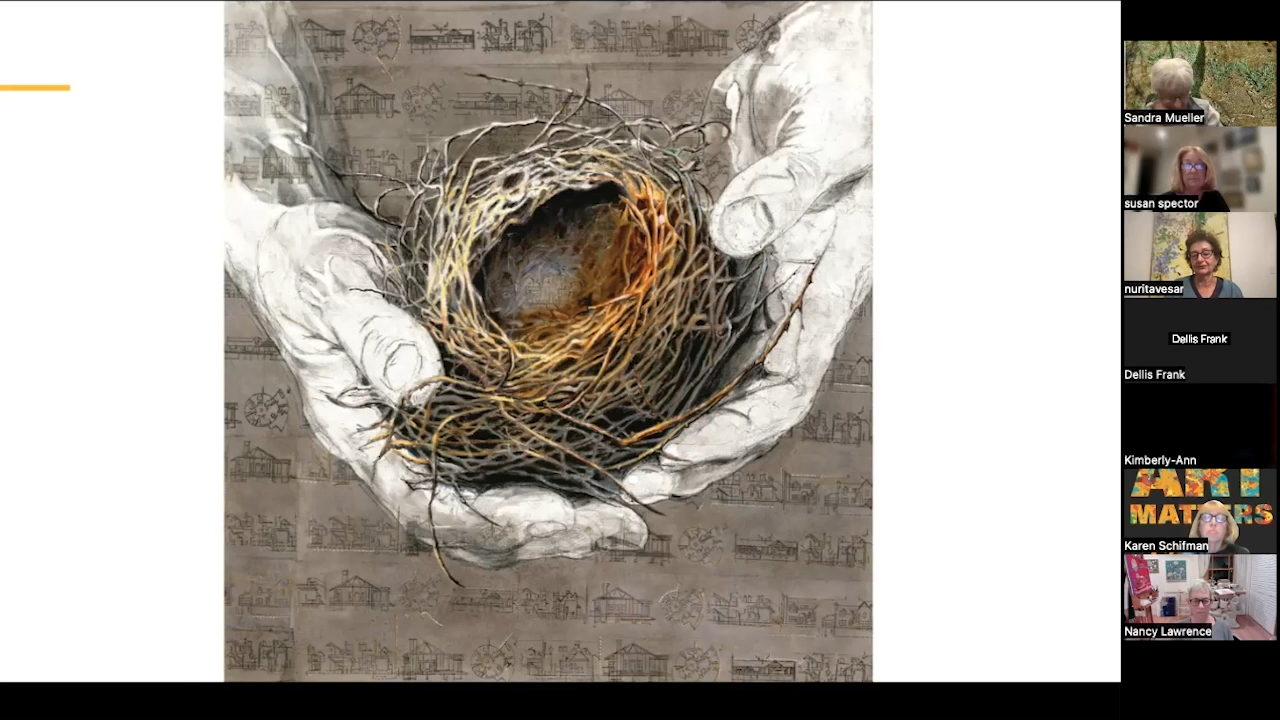 Sandra Mueller
susan spector
nuritavesar
Dellis Frank
Dellis Frank
Kimberly-Ann
ART
MATTERS
Karen Schifman
Nancy Lawrence